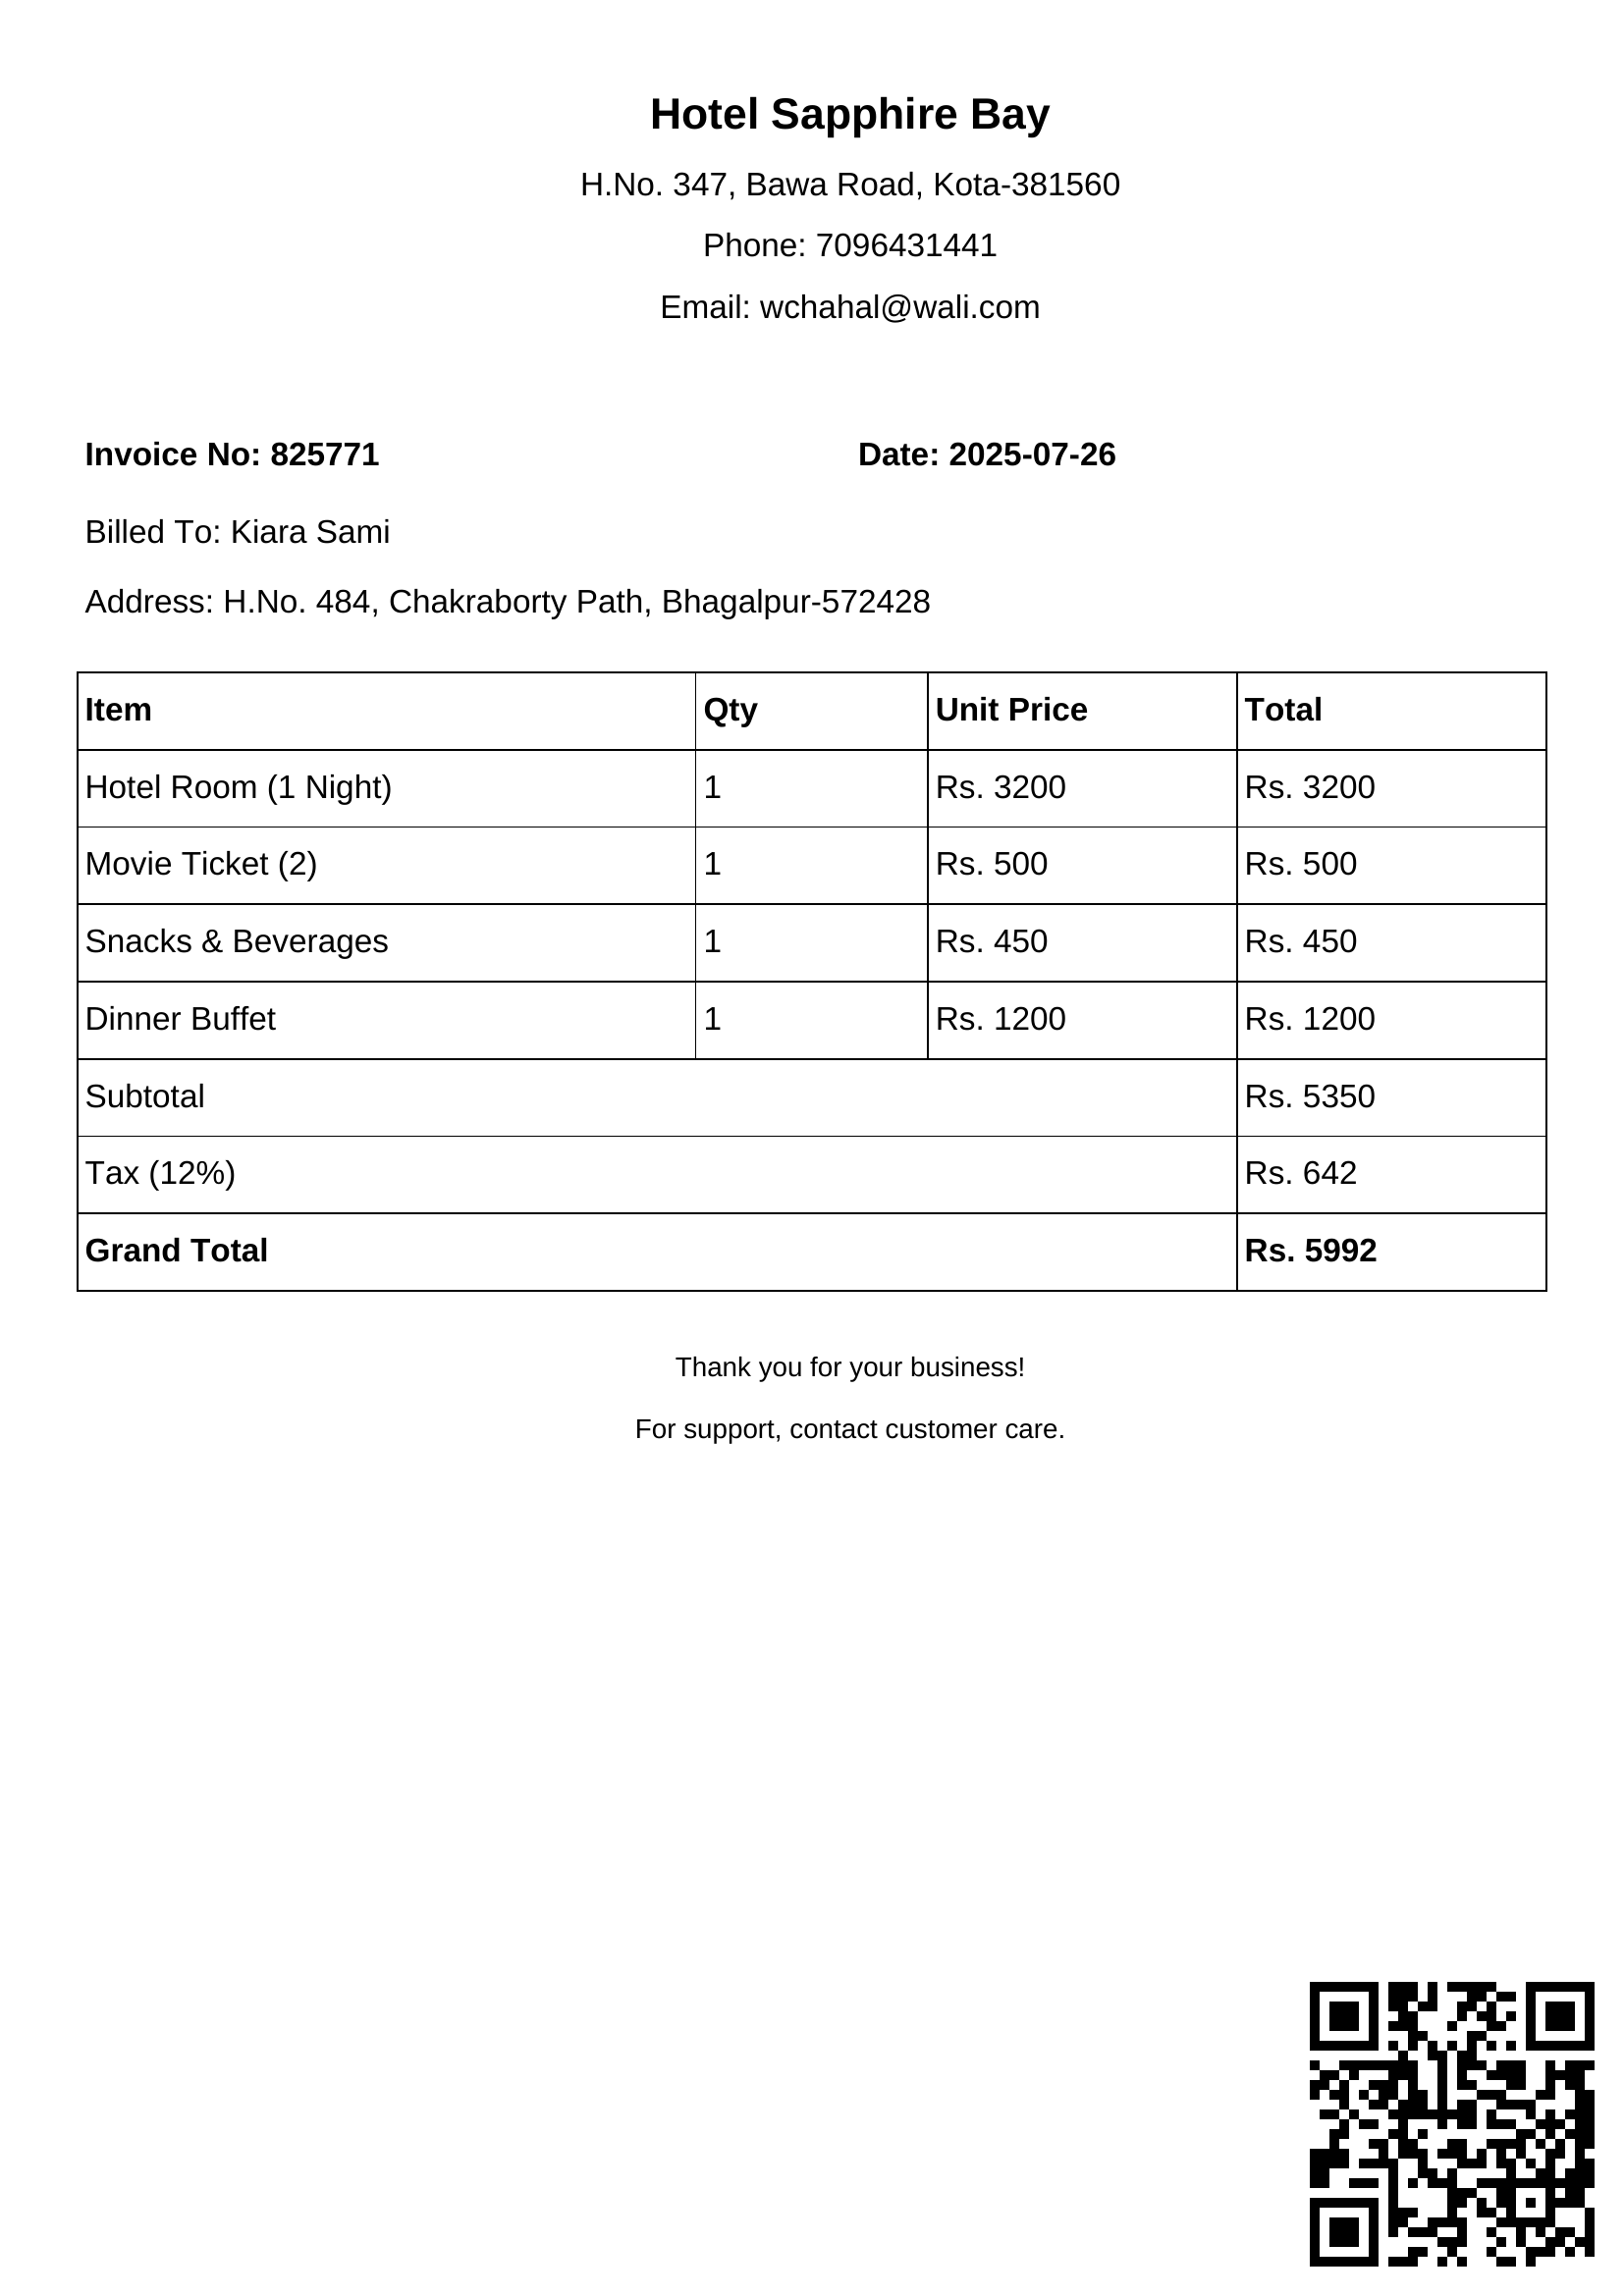 Hotel Sapphire Bay
H.No. 347, Bawa Road, Kota-381560
Phone: 7096431441
Email: wchahal@wali.com
Invoice No: 825771 Date: 2025-07-26
Billed To: Kiara Sami
Address: H.No. 484, Chakraborty Path, Bhagalpur-572428
Item Qty Unit Price Total
Hotel Room (1 Night) 1 Rs. 3200 Rs. 3200
Movie Ticket (2) 1 Rs. 500 Rs. 500
Snacks & Beverages 1 Rs. 450 Rs. 450
Dinner Buffet 1 Rs. 1200 Rs. 1200
Subtotal Rs. 5350
Tax (12%) Rs. 642
Grand Total Rs. 5992
Thank you for your business!
For support, contact customer care.